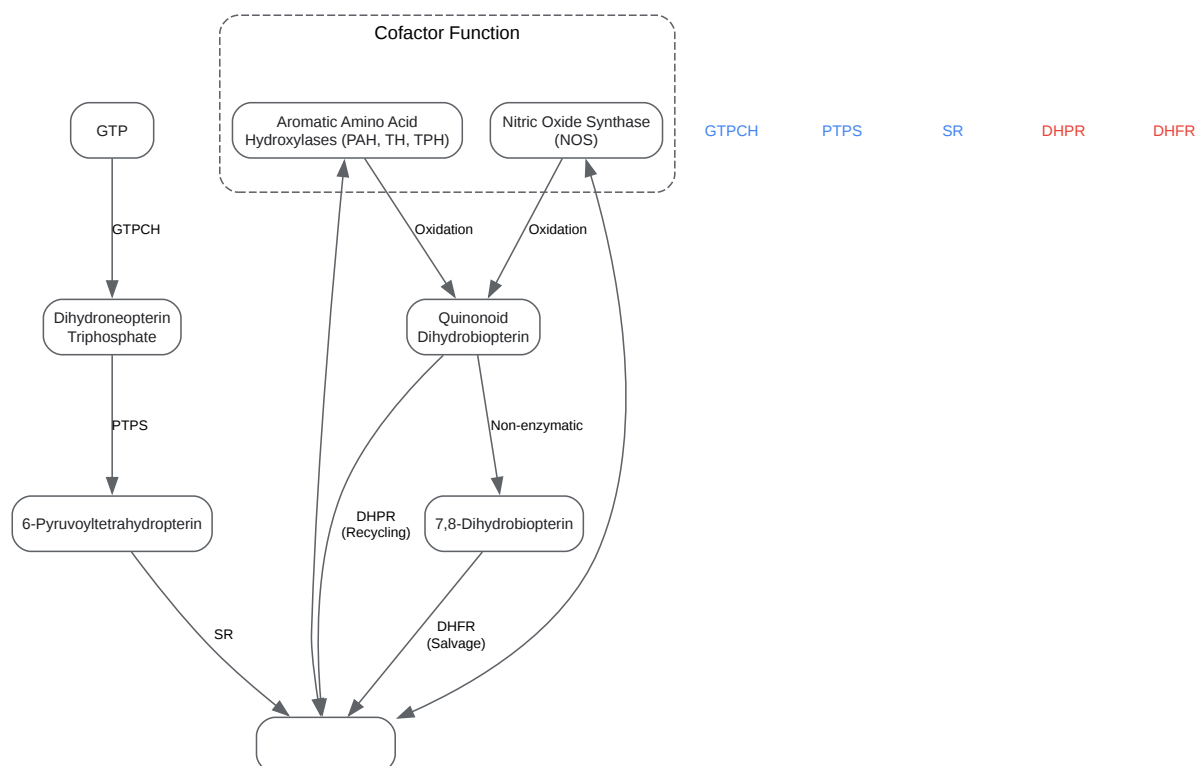 Cofactor Function
GTP
Aromatic Amino Acid
Hydroxylases (PAH, TH, TPH)
Nitric Oxide Synthase
(NOS)
GTPCH
PTPS
SR
DHPR
DHFR
GTPCH
Oxidation
Oxidation
Dihydroneopterin
Triphosphate
Quinonoid
Dihydrobiopterin
PTPS
Non-enzymatic
6-Pyruvoyltetrahydropterin
DHPR
(Recycling)
7,8-Dihydrobiopterin
SR
DHFR
(Salvage)